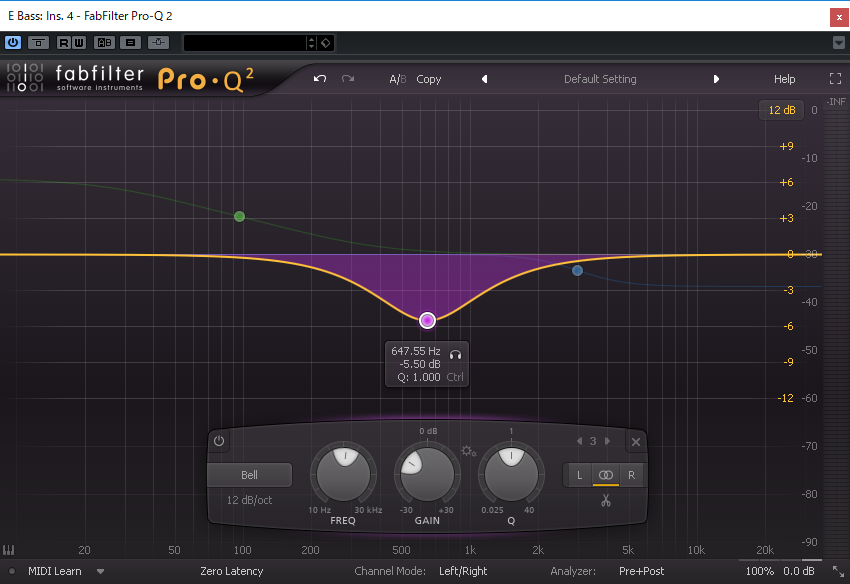 E Bass: Ins. 4 - FabFilter Pro-Q 2
x
R W AB
fabfilter
software instruments
Pro·Q²
A/B Copy Default Setting Help
-INF
12 dB 0
+9
-10
+6
-20
+3
0 -30
-3
-40
-6
-50
-9
-12 -60
-70
-80
-90
647.55 Hz
-5.50 dB
Q: 1.000 Ctrl
0 dB 1
3
Bell L R
12 dB/oct
10 Hz 30 kHz -30 +30 0.025 40
FREQ GAIN Q
20 50 100 200 500 1k 2k 5k 10k 20k
MIDI Learn Zero Latency Channel Mode: Left/Right Analyzer: Pre+Post 100% 0.0 dB